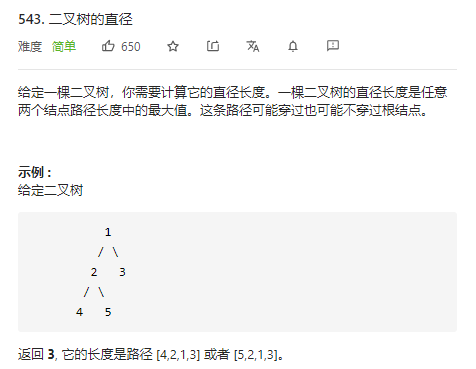 543. 二叉树的直径
难度 简单 650
给定一棵二叉树，你需要计算它的直径长度。一棵二叉树的直径长度是任意
两个结点路径长度中的最大值。这条路径可能穿过也可能不穿过根结点。
示例 :
给定二叉树
1
/ \
2 3
/ \
4 5
返回 3, 它的长度是路径 [4,2,1,3] 或者 [5,2,1,3]。